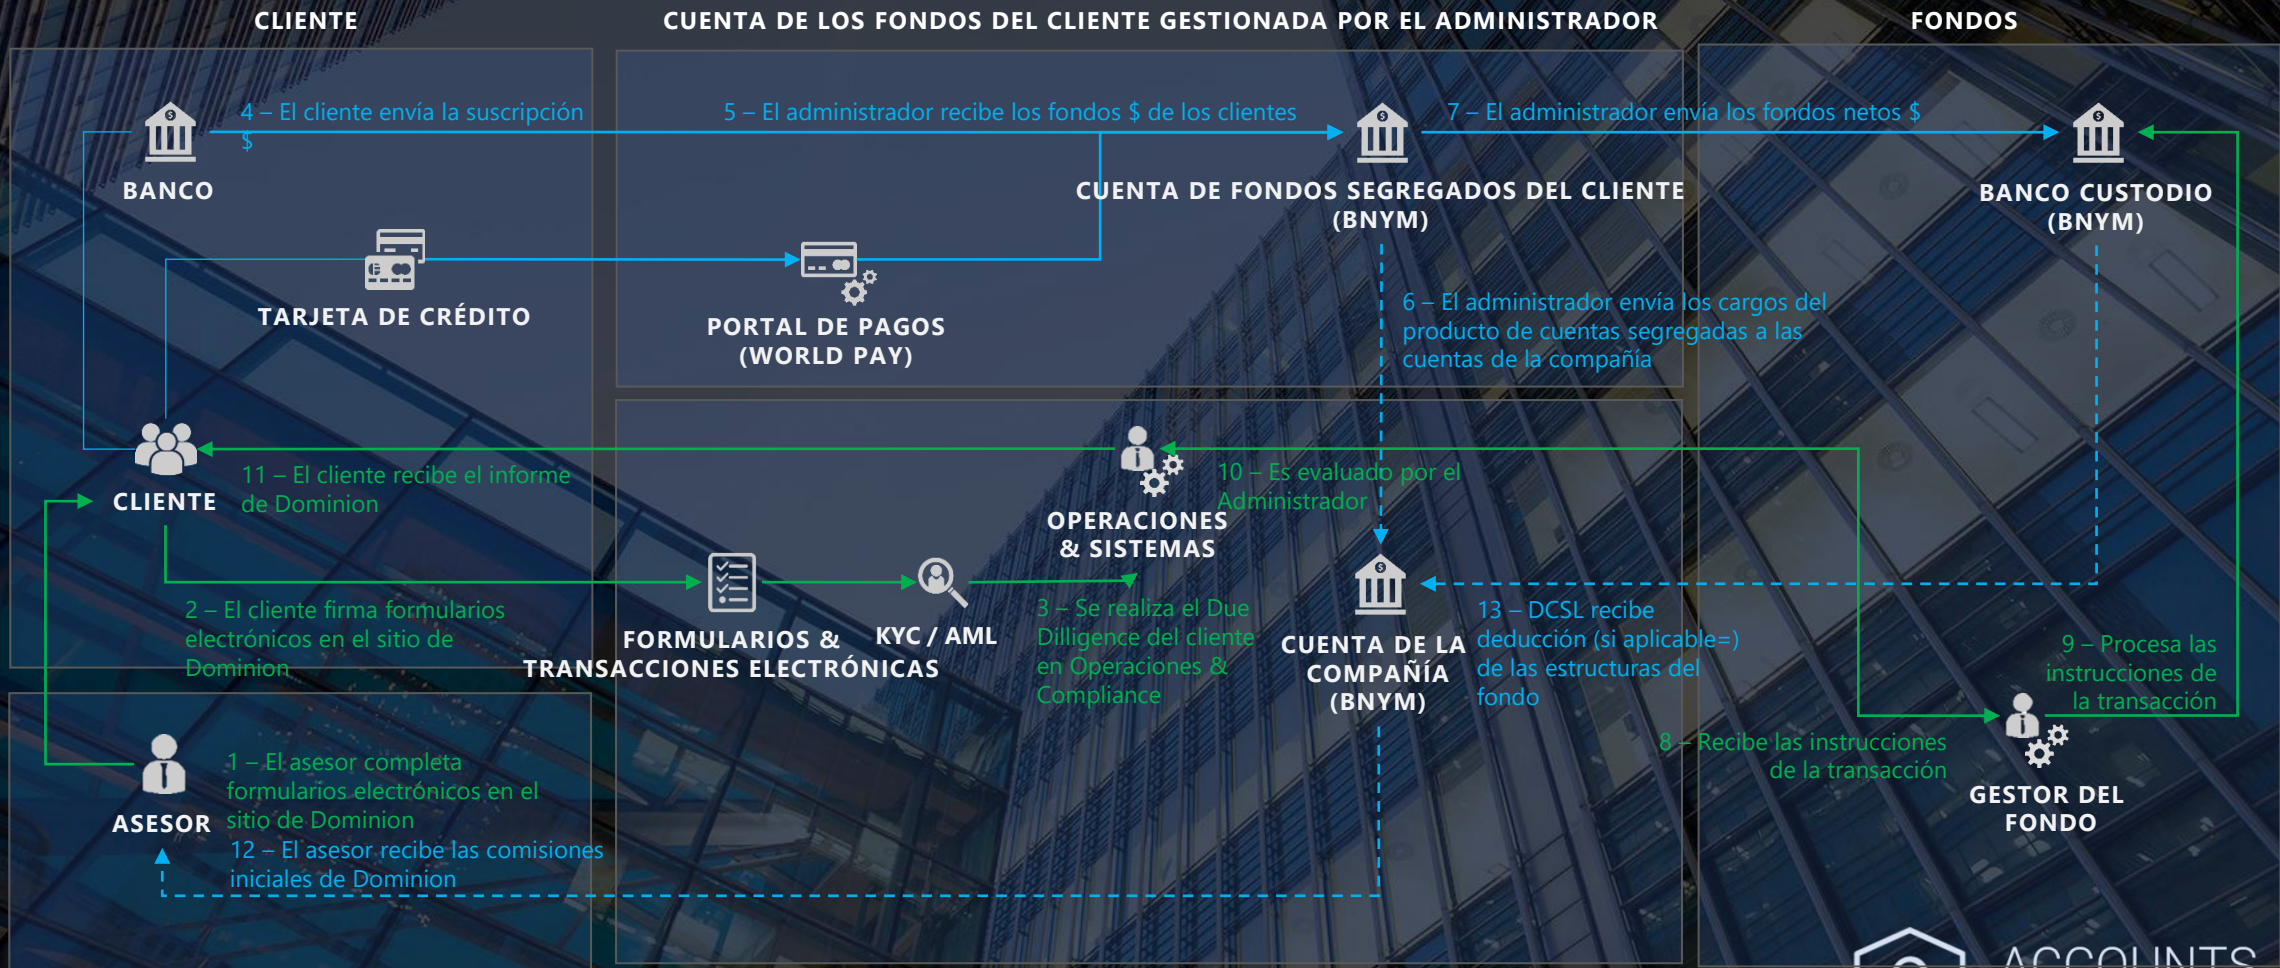 CLIENTE
CUENTA DE LOS FONDOS DEL CLIENTE GESTIONADA POR EL ADMINISTRADOR
FONDOS
4 – El cliente envía la suscripción
$
5 – El administrador recibe los fondos $ de los clientes
7 – El administrador envía los fondos netos $
BANCO
CUENTA DE FONDOS SEGREGADOS DEL CLIENTE
(BNYM)
BANCO CUSTODIO
(BNYM)
TARJETA DE CRÉDITO
PORTAL DE PAGOS
(WORLD PAY)
6 – El administrador envía los cargos del
producto de cuentas segregadas a las
cuentas de la compañía
CLIENTE
11 – El cliente recibe el informe
de Dominion
OPERACIONES
& SISTEMAS
10 – Es evaluado por el
Administrador
2 – El cliente firma formularios
electrónicos en el sitio de
Dominion
FORMULARIOS &
TRANSACCIONES ELECTRÓNICAS
KYC / AML
3 – Se realiza el Due
Dilligence del cliente
en Operaciones &
Compliance
CUENTA DE LA
COMPAÑÍA
(BNYM)
13 – DCSL recibe
deducción (si aplicable=)
de las estructuras del
fondo
9 – Procesa las
instrucciones de
la transacción
8 – Recibe las instrucciones
de la transacción
GESTOR DEL
FONDO
ASESOR
1 – El asesor completa
formularios electrónicos en el
sitio de Dominion
12 – El asesor recibe las comisiones
iniciales de Dominion
ACCOUNTS